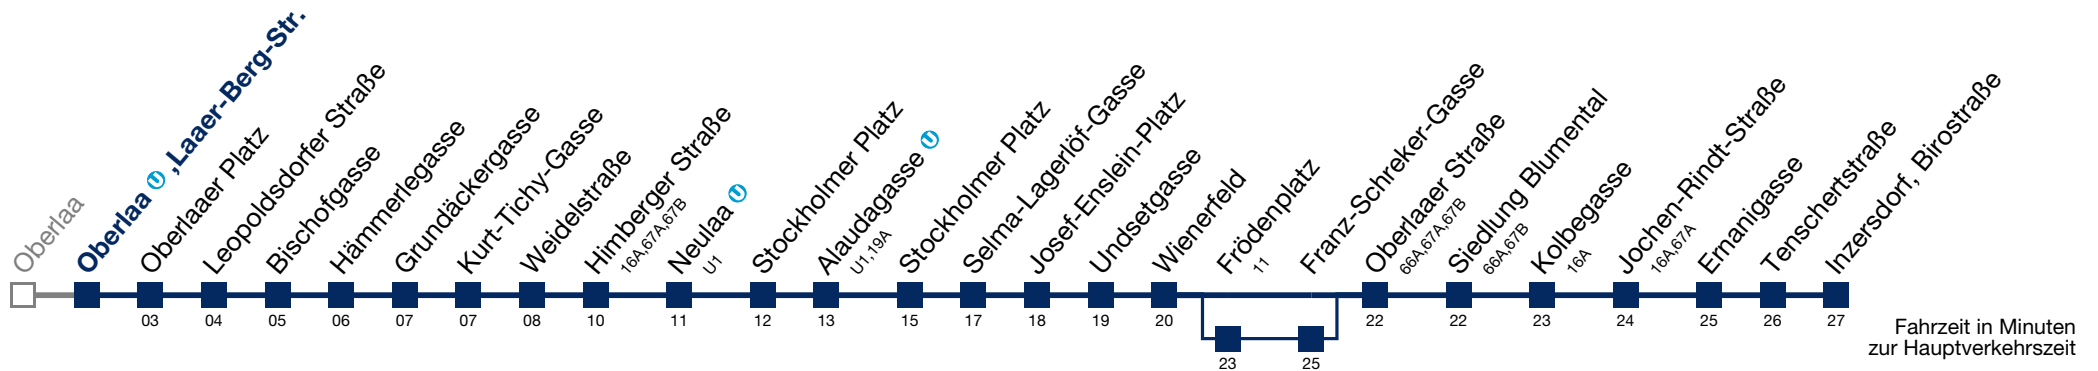 Oberlaa
Oberlaa U ,Laaer-Berg-Str.
Oberlaaer Platz
Leopoldsdorfer Straße
Bischofgasse
Hämmerlegasse
Grundäckergasse
Kurt-Tichy-Gasse
Weidelstraße
Himberger Straße
16A,67A,67B
Neulaa U
U1
Stockholmer Platz
Alaudagasse U
U1,19A
Stockholmer Platz
Selma-Lagerlöf-Gasse
Josef-Enslein-Platz
Undsetgasse
Wienerfeld
Frödenplatz
11
Franz-Schreker-Gasse
Oberlaaer Straße
66A,67A,67B
Siedlung Blumental
66A,67B
Kolbegasse
16A
Jochen-Rindt-Straße
16A,67A
Ernanigasse
Tenschertstraße
Inzersdorf, Birostraße
03 04 05 06 07 07 08 10 11 12 13 15 17 18 19 20 22 22 23 24 25 26 27
23 25
Fahrzeit in Minuten
zur Hauptverkehrszeit